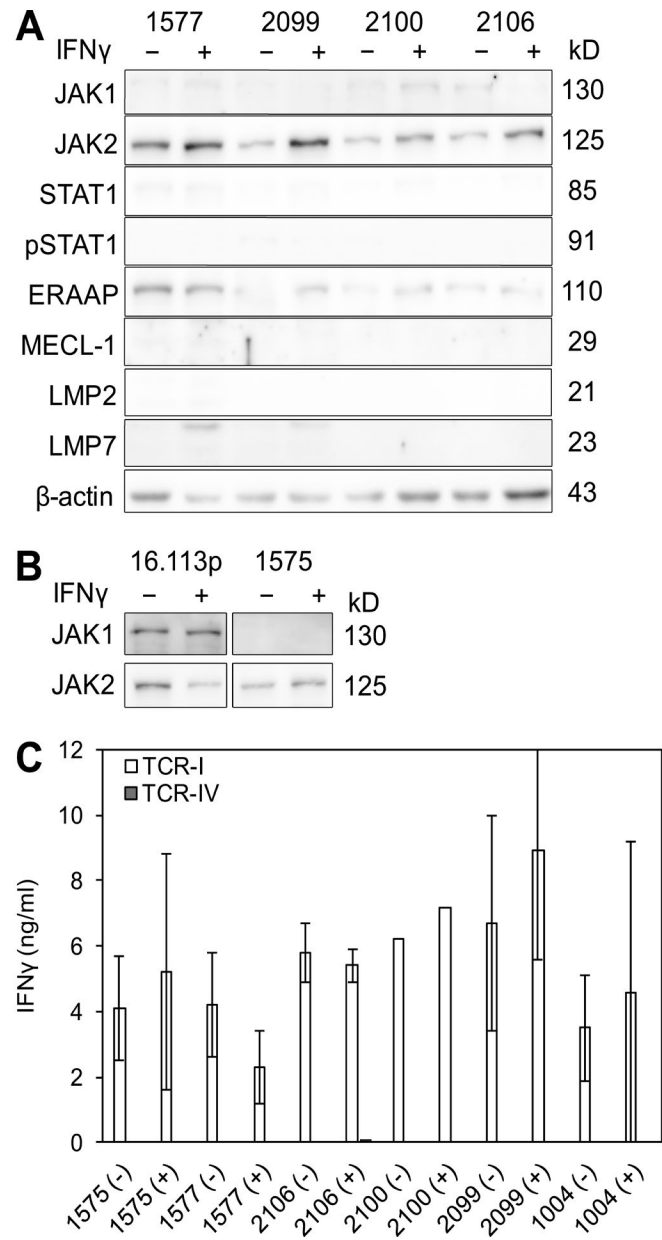 A
1577 2099 2100 2106
IFNγ − + − + − + − + kD
JAK1 130
JAK2 125
STAT1 85
pSTAT1 91
ERAAP 110
MECL-1 29
LMP2 21
LMP7 23
β-actin 43
B
16.113p 1575
IFNγ − + − + kD
JAK1 130
JAK2 125
C
TCR-I
TCR-IV
IFNγ (ng/ml)
12
10
8
6
4
2
0
1575 (-) 1575 (+) 1577 (-) 1577 (+) 2106 (-) 2106 (+) 2100 (-) 2100 (+) 2099 (-) 2099 (+) 1004 (-) 1004 (+)